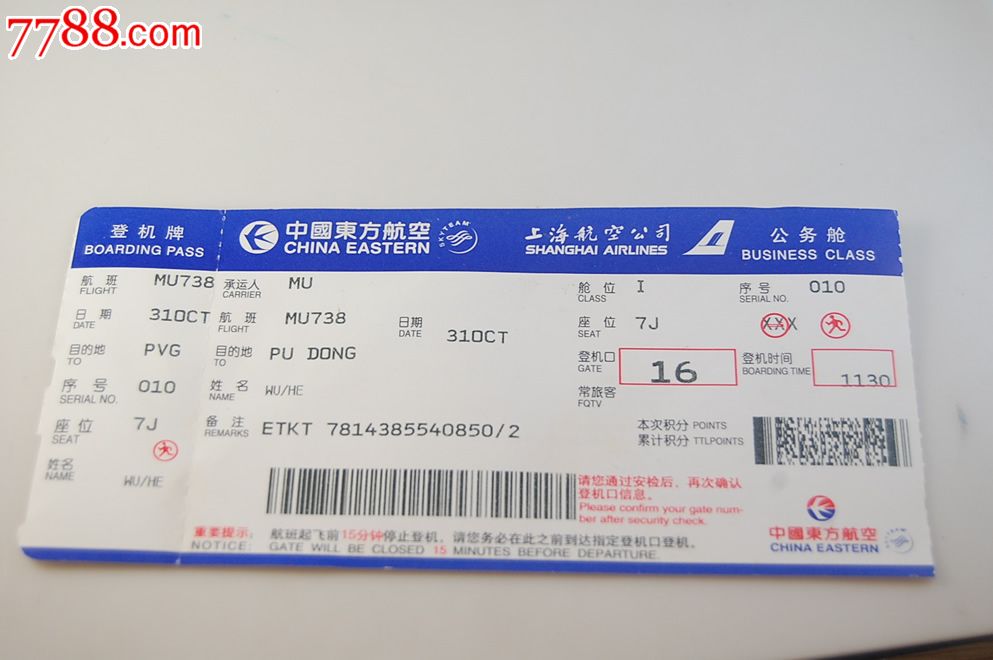 7788.com
登机牌
BOARDING PASS
航班 MU738
FLIGHT
日期 31OCT
DATE
目的地 PVG
TO
序号 010
SERIAL NO.
座位 7J
SEAT
姓名 WU/HE
NAME
中國東方航空
CHINA EASTERN
SKYTEAM
上海航空公司
SHANGHAI AIRLINES
公务舱
BUSINESS CLASS
承运人 MU
CARRIER
舱位 I
CLASS
序号 010
SERIAL NO.
航班 MU738
FLIGHT
日期 31OCT
DATE
座位 7J XXX
SEAT
目的地 PU DONG
TO
登机口 16
GATE
登机时间 1130
BOARDING TIME
姓名 WU/HE
NAME
常旅客
FQTV
备注 ETKT 7814385540850/2
REMARKS
本次积分 POINTS
累计积分 TTLPOINTS
请您通过安检后，再次确认
登机口信息。
Please confirm your gate num-
ber after security check.
重要提示: 航班起飞前15分钟停止登机，请您务必在此之前到达指定登机口登机。
NOTICE: GATE WILL BE CLOSED 15 MINUTES BEFORE DEPARTURE.
中國東方航空
CHINA EASTERN